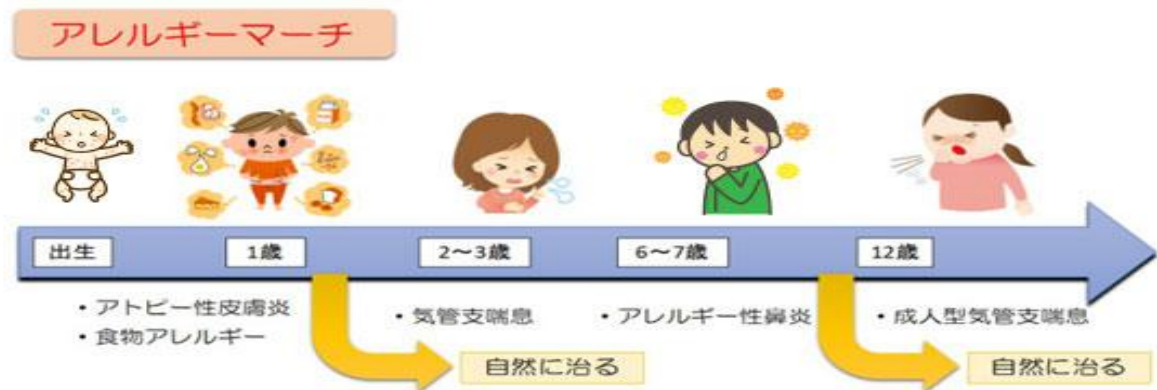 アレルギーマーチ
出生
1歳
2～3歳
6～7歳
12歳
・アトピー性皮膚炎
・食物アレルギー
・気管支喘息
・アレルギー性鼻炎
・成人型気管支喘息
自然に治る
自然に治る